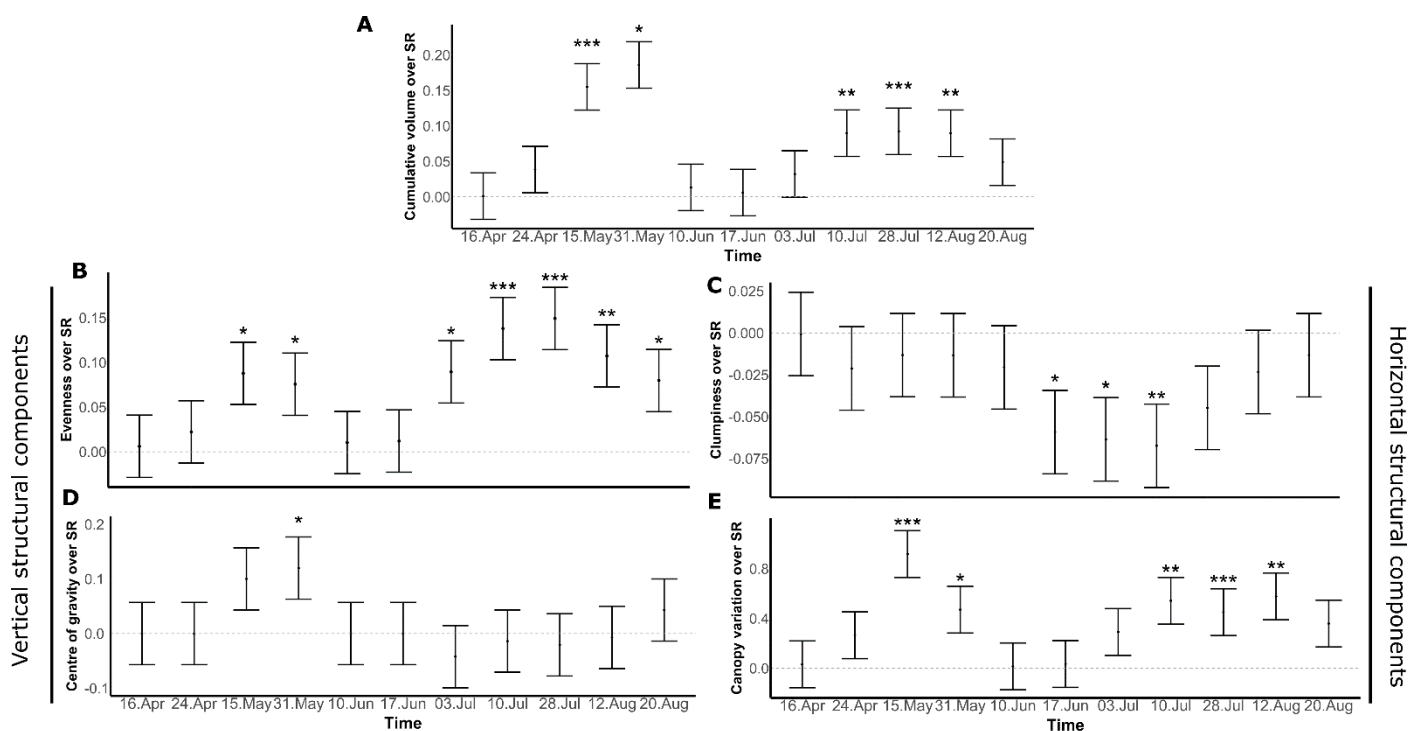 A
Cumulative volume over SR
0.20
0.15
0.10
0.05
0.00
*** * ** *** **
16.Apr 24.Apr 15.May 31.May 10.Jun 17.Jun 03.Jul 10.Jul 28.Jul 12.Aug 20.Aug
Time
Vertical structural components
B
Evenness over SR
0.15
0.10
0.05
0.00
* * * *** *** ** *
C
Clumpiness over SR
0.025
0.000
-0.025
-0.050
-0.075
* * **
D
Centre of gravity over SR
0.2
0.1
0.0
-0.1
*
16.Apr 24.Apr 15.May 31.May 10.Jun 17.Jun 03.Jul 10.Jul 28.Jul 12.Aug 20.Aug
Time
E
Canopy variation over SR
0.8
0.4
0.0
*** * ** *** **
16.Apr 24.Apr 15.May 31.May 10.Jun 17.Jun 03.Jul 10.Jul 28.Jul 12.Aug 20.Aug
Time
Horizontal structural components